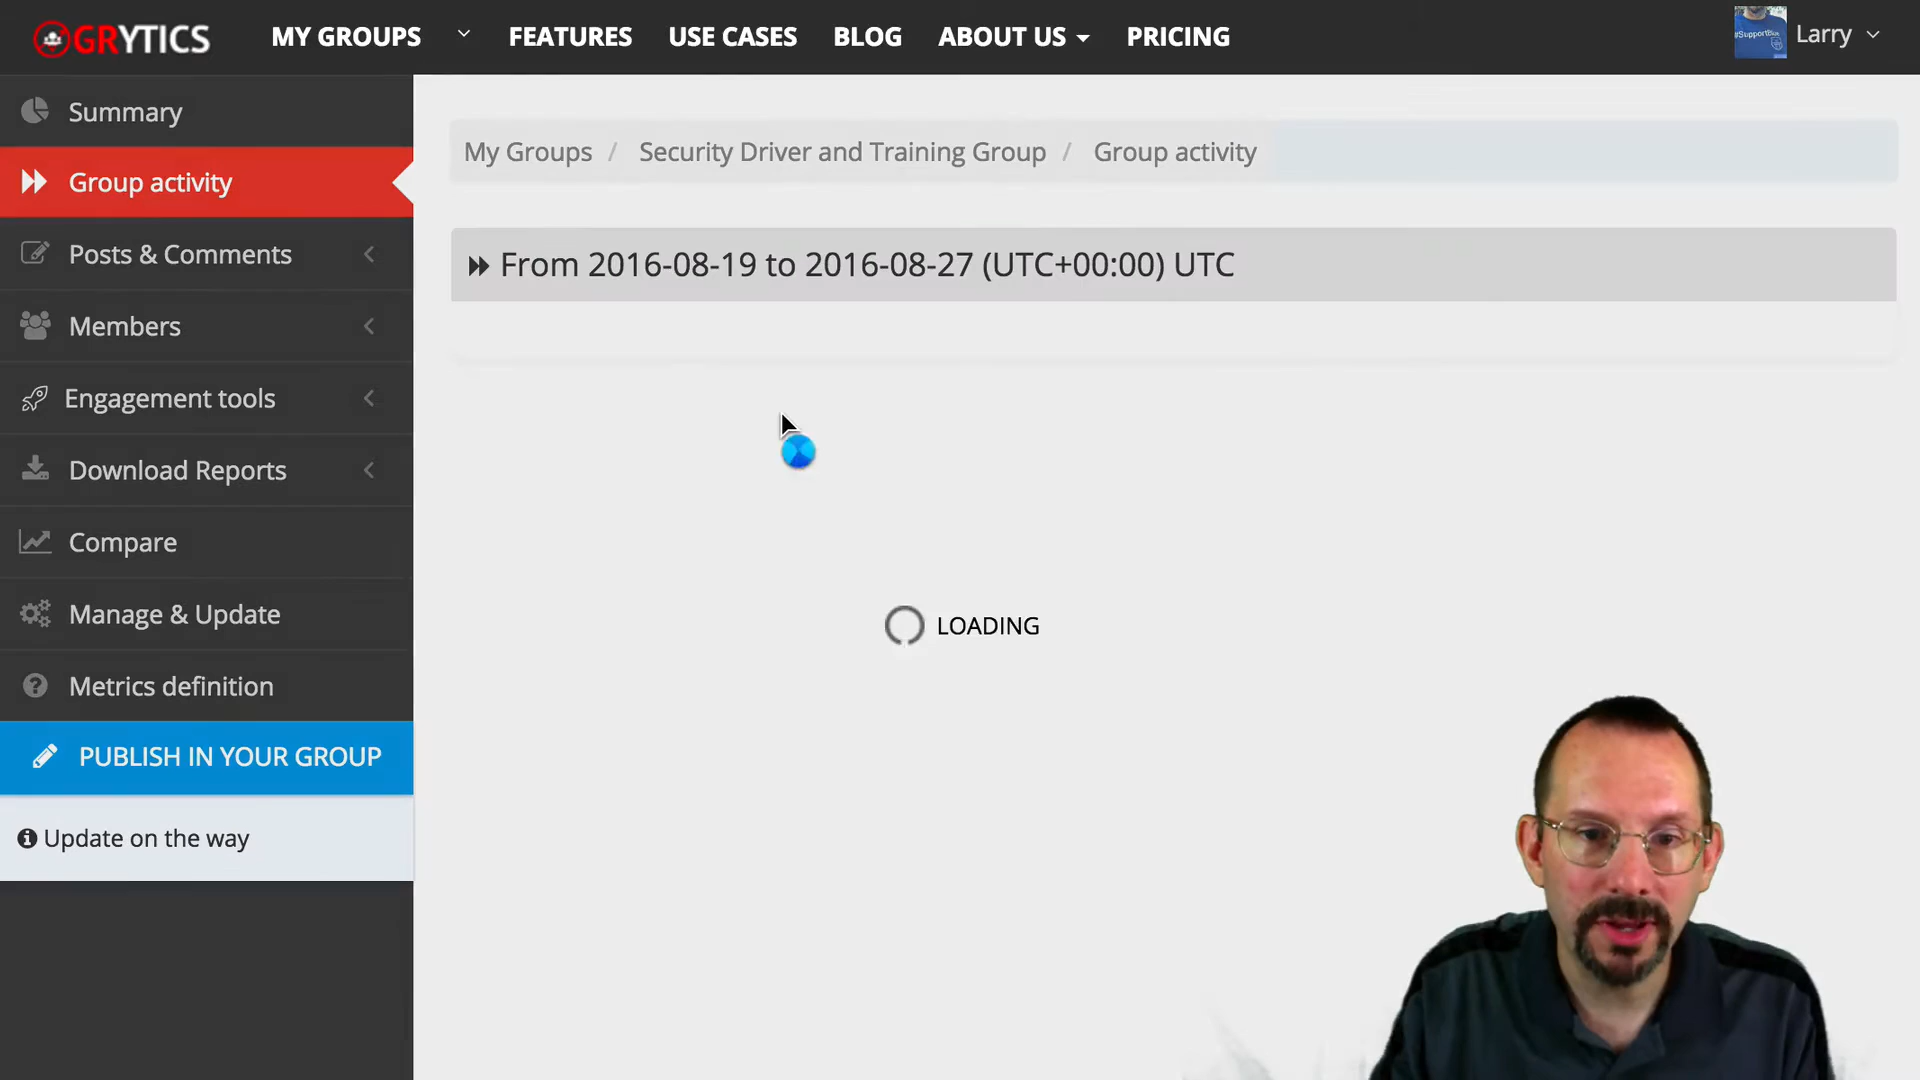 GRYTICS
MY GROUPS
FEATURES
USE CASES
BLOG
ABOUT US
PRICING
#SupportBlue
Larry
Summary
Group activity
Posts & Comments
Members
Engagement tools
Download Reports
Compare
Manage & Update
Metrics definition
PUBLISH IN YOUR GROUP
Update on the way
My Groups / Security Driver and Training Group / Group activity
From 2016-08-19 to 2016-08-27 (UTC+00:00) UTC
LOADING